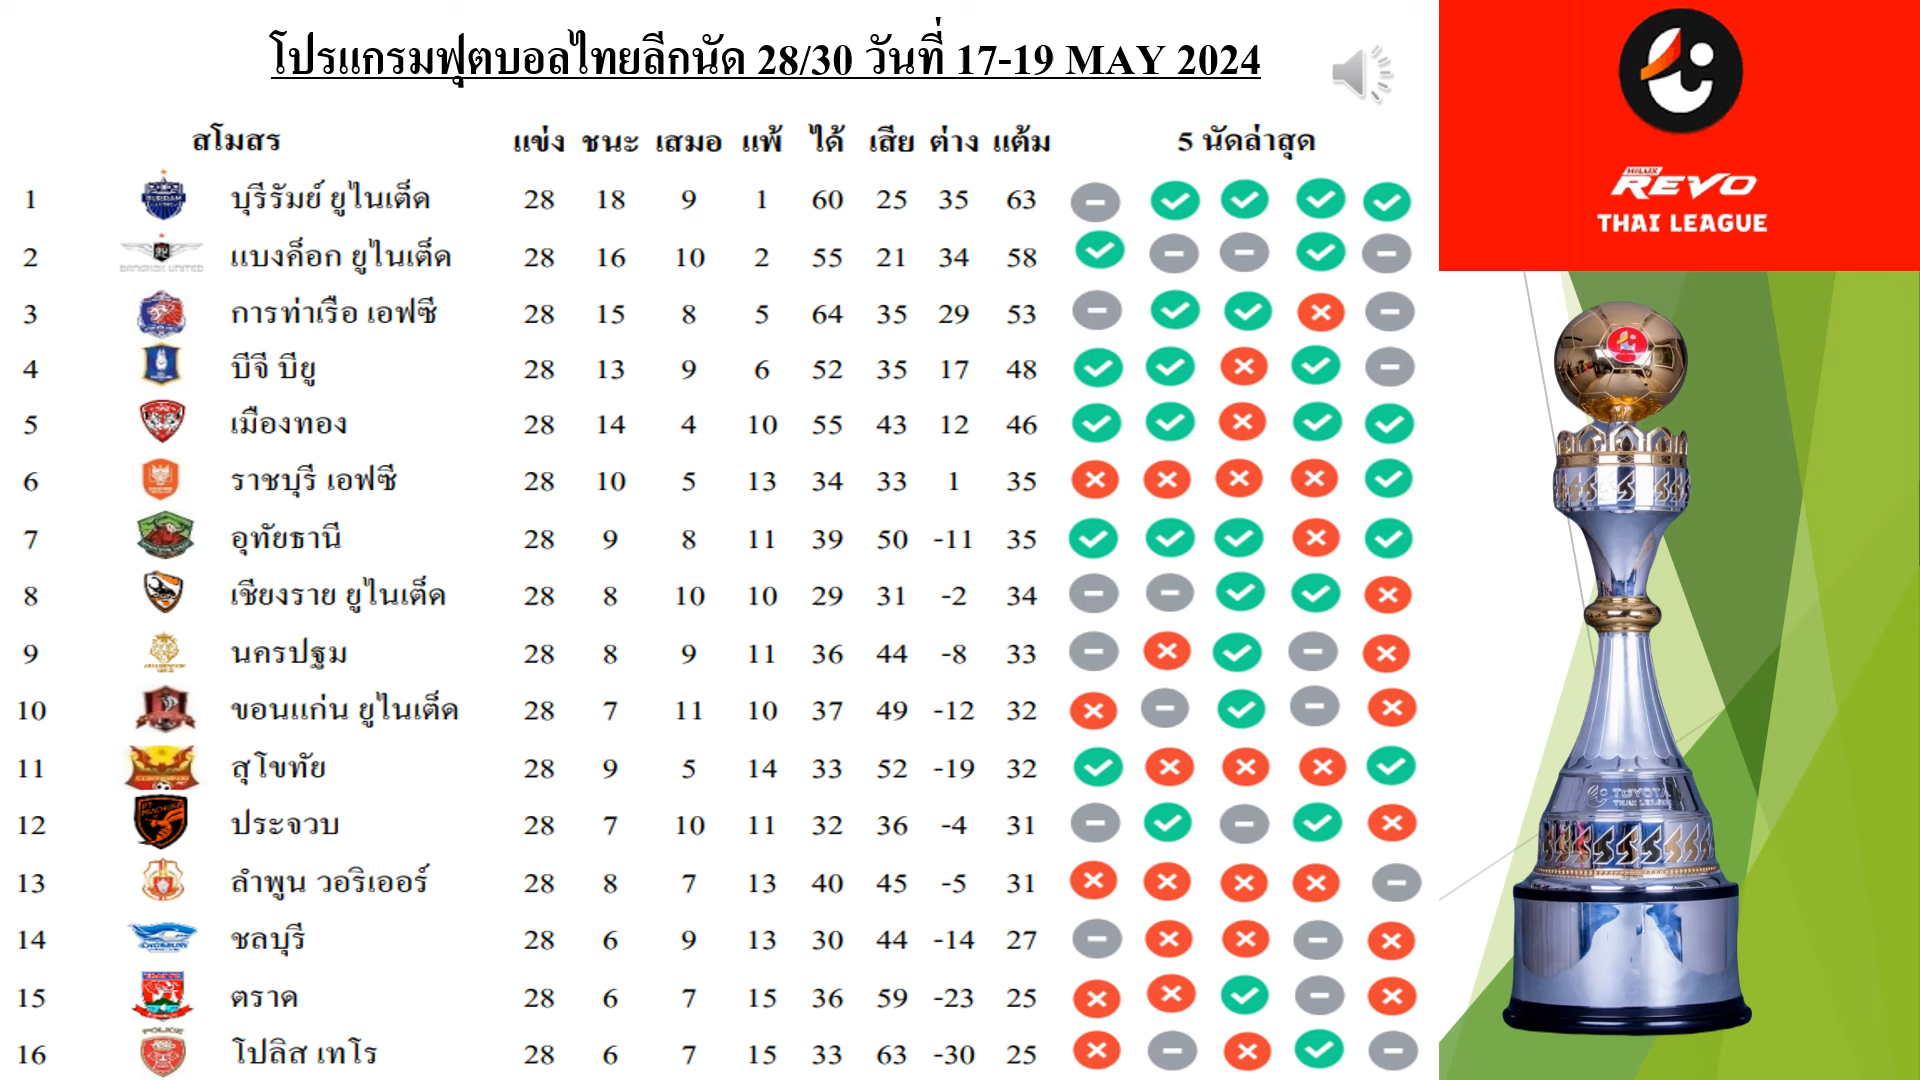 โปรแกรมฟุตบอลไทยลีกนัด 28/30 วันที่ 17-19 MAY 2024
HILUX
REVO
THAI LEAGUE
สโมสร แข่ง ชนะ เสมอ แพ้ ได้ เสีย ต่าง แต้ม 5 นัดล่าสุด
1 บุรีรัมย์ ยูไนเต็ด 28 18 9 1 60 25 35 63
2 BANGKOK UNITED แบงค็อก ยูไนเต็ด 28 16 10 2 55 21 34 58
3 การท่าเรือ เอฟซี 28 15 8 5 64 35 29 53
4 บีจี บียู 28 13 9 6 52 35 17 48
5 เมืองทอง 28 14 4 10 55 43 12 46
6 ราชบุรี เอฟซี 28 10 5 13 34 33 1 35
7 อุทัยธานี 28 9 8 11 39 50 -11 35
8 เชียงราย ยูไนเต็ด 28 8 10 10 29 31 -2 34
9 นครปฐม 28 8 9 11 36 44 -8 33
10 ขอนแก่น ยูไนเต็ด 28 7 11 10 37 49 -12 32
11 สุโขทัย 28 9 5 14 33 52 -19 32
12 ประจวบ 28 7 10 11 32 36 -4 31
13 ลำพูน วอริเออร์ 28 8 7 13 40 45 -5 31
14 ชลบุรี 28 6 9 13 30 44 -14 27
15 ตราด 28 6 7 15 36 59 -23 25
16 POLICE โปลิส เทโร 28 6 7 15 33 63 -30 25
TOYOTA
THAI LEAGUE